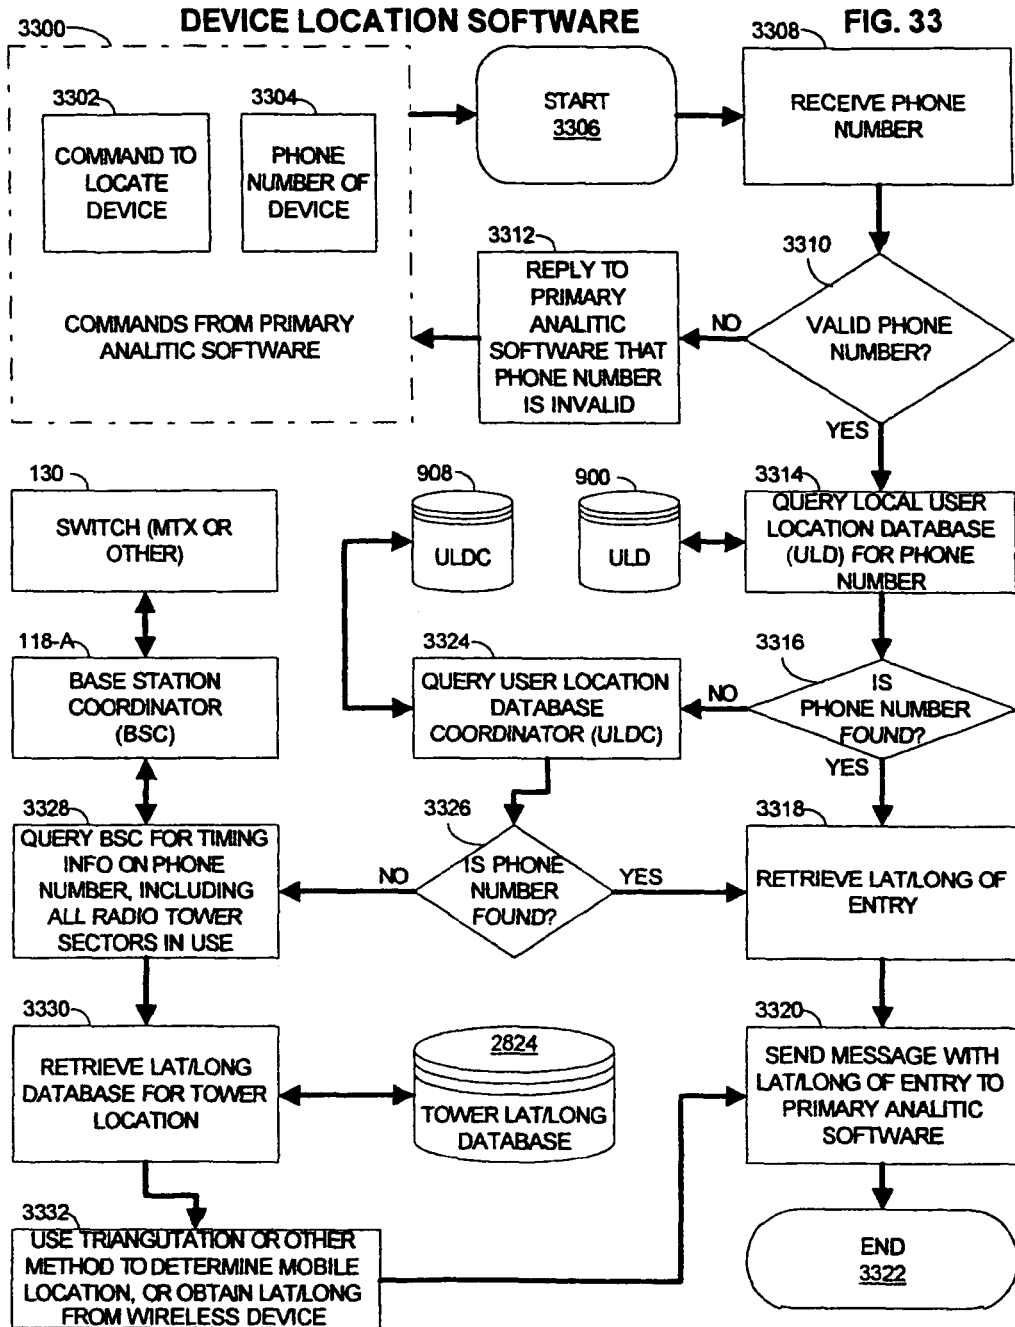 DEVICE LOCATION SOFTWARE
FIG. 33
3300
3302
COMMAND TO
LOCATE
DEVICE
3304
PHONE
NUMBER OF
DEVICE
COMMANDS FROM PRIMARY
ANALITIC SOFTWARE
START
3306
3308
RECEIVE PHONE
NUMBER
3310
VALID PHONE
NUMBER?
NO
YES
3312
REPLY TO
PRIMARY
ANALITIC
SOFTWARE THAT
PHONE NUMBER
IS INVALID
130
SWITCH (MTX OR
OTHER)
908
ULDC
900
ULD
3314
QUERY LOCAL USER
LOCATION DATABASE
(ULD) FOR PHONE
NUMBER
118-A
BASE STATION
COORDINATOR
(BSC)
3324
QUERY USER LOCATION
DATABASE
COORDINATOR (ULDC)
3316
IS
PHONE NUMBER
FOUND?
NO
YES
3328
QUERY BSC FOR TIMING
INFO ON PHONE
NUMBER, INCLUDING
ALL RADIO TOWER
SECTORS IN USE
3326
IS PHONE
NUMBER
FOUND?
NO
YES
3318
RETRIEVE LAT/LONG OF
ENTRY
3330
RETRIEVE LAT/LONG
DATABASE FOR TOWER
LOCATION
2824
TOWER LAT/LONG
DATABASE
3320
SEND MESSAGE WITH
LAT/LONG OF ENTRY TO
PRIMARY ANALITIC
SOFTWARE
3332
USE TRIANGUTATION OR OTHER
METHOD TO DETERMINE MOBILE
LOCATION, OR OBTAIN LAT/LONG
FROM WIRELESS DEVICE
END
3322